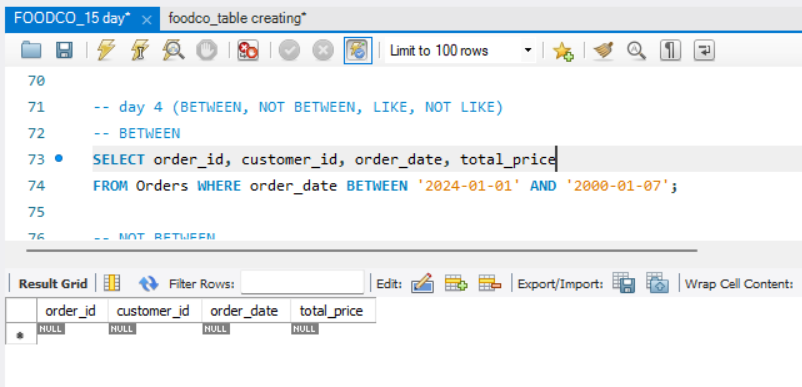 FOODCO_15 day* × foodco_table creating*
Limit to 100 rows
70
71 -- day 4 (BETWEEN, NOT BETWEEN, LIKE, NOT LIKE)
72 -- BETWEEN
73 SELECT order_id, customer_id, order_date, total_price
74 FROM Orders WHERE order_date BETWEEN '2024-01-01' AND '2000-01-07';
75
76 -- NOT BETWEEN
Result Grid Filter Rows: Edit: Export/Import: Wrap Cell Content:
order_id customer_id order_date total_price
NULL NULL NULL NULL